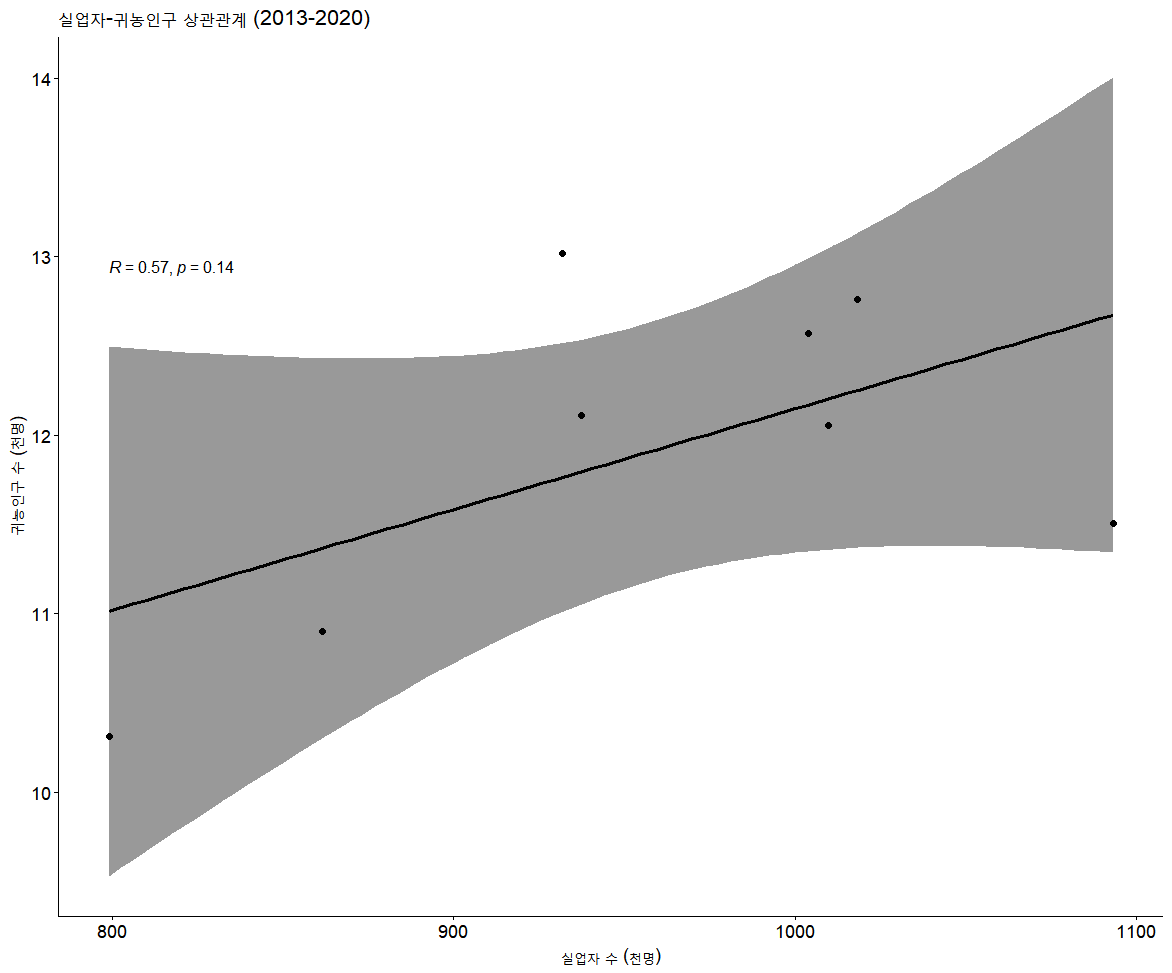 실업자-귀농인구 상관관계 (2013-2020)
14
13
R = 0.57, p = 0.14
12
11
10
귀농인구 수 (천명)
800 900 1000 1100
실업자 수 (천명)